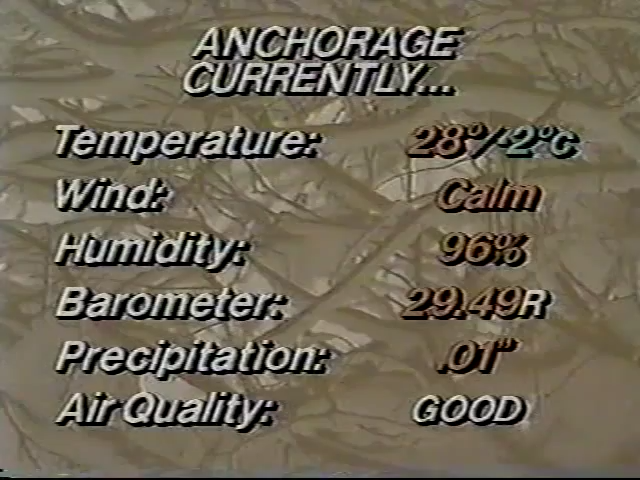 ANCHORAGE
CURRENTLY...
Temperature: 28°/-2°C
Wind: Calm
Humidity: 96%
Barometer: 29.49R
Precipitation: .01"
Air Quality: GOOD